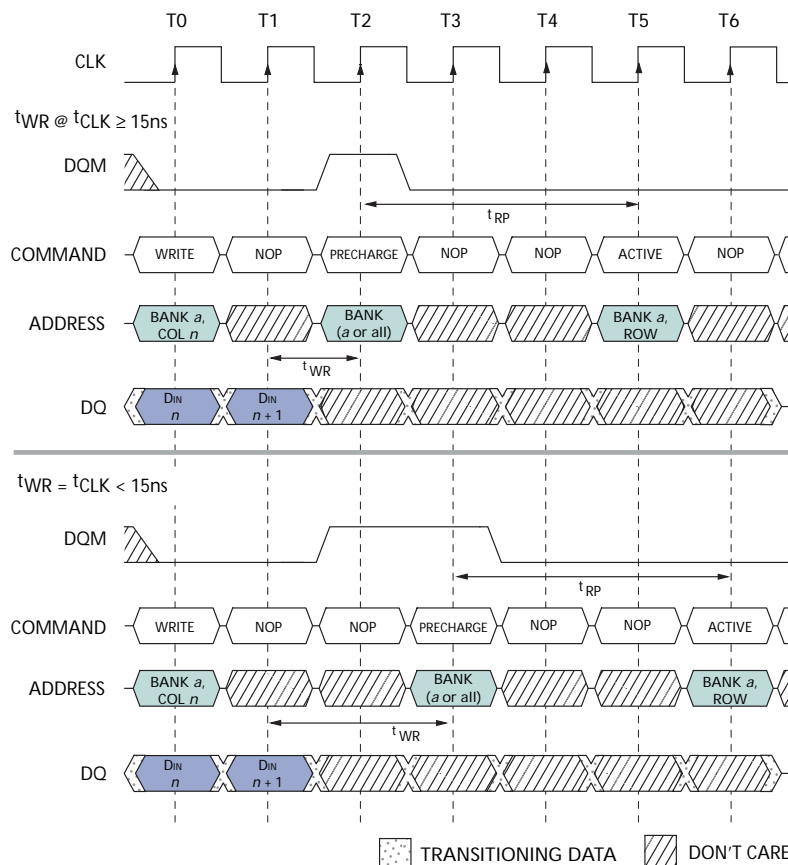 T0 T1 T2 T3 T4 T5 T6
CLK
tWR @ tCLK ≥ 15ns
DQM
tRP
COMMAND WRITE NOP PRECHARGE NOP NOP ACTIVE NOP
ADDRESS BANK a, BANK BANK a,
COL n (a or all) ROW
tWR
DQ DIN DIN
n n + 1
tWR = tCLK < 15ns
DQM
tRP
COMMAND WRITE NOP NOP PRECHARGE NOP NOP ACTIVE
ADDRESS BANK a, BANK BANK a,
COL n (a or all) ROW
tWR
DQ DIN DIN
n n + 1
TRANSITIONING DATA DON'T CARE